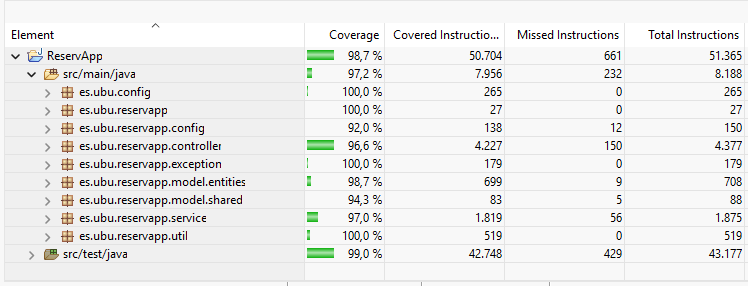 Element Coverage Covered Instructio... Missed Instructions Total Instructions
ReservApp 98,7 % 50.704 661 51.365
src/main/java 97,2 % 7.956 232 8.188
es.ubu.config 100,0 % 265 0 265
es.ubu.reservapp 100,0 % 27 0 27
es.ubu.reservapp.config 92,0 % 138 12 150
es.ubu.reservapp.controller 96,6 % 4.227 150 4.377
es.ubu.reservapp.exception 100,0 % 179 0 179
es.ubu.reservapp.model.entities 98,7 % 699 9 708
es.ubu.reservapp.model.shared 94,3 % 83 5 88
es.ubu.reservapp.service 97,0 % 1.819 56 1.875
es.ubu.reservapp.util 100,0 % 519 0 519
src/test/java 99,0 % 42.748 429 43.177